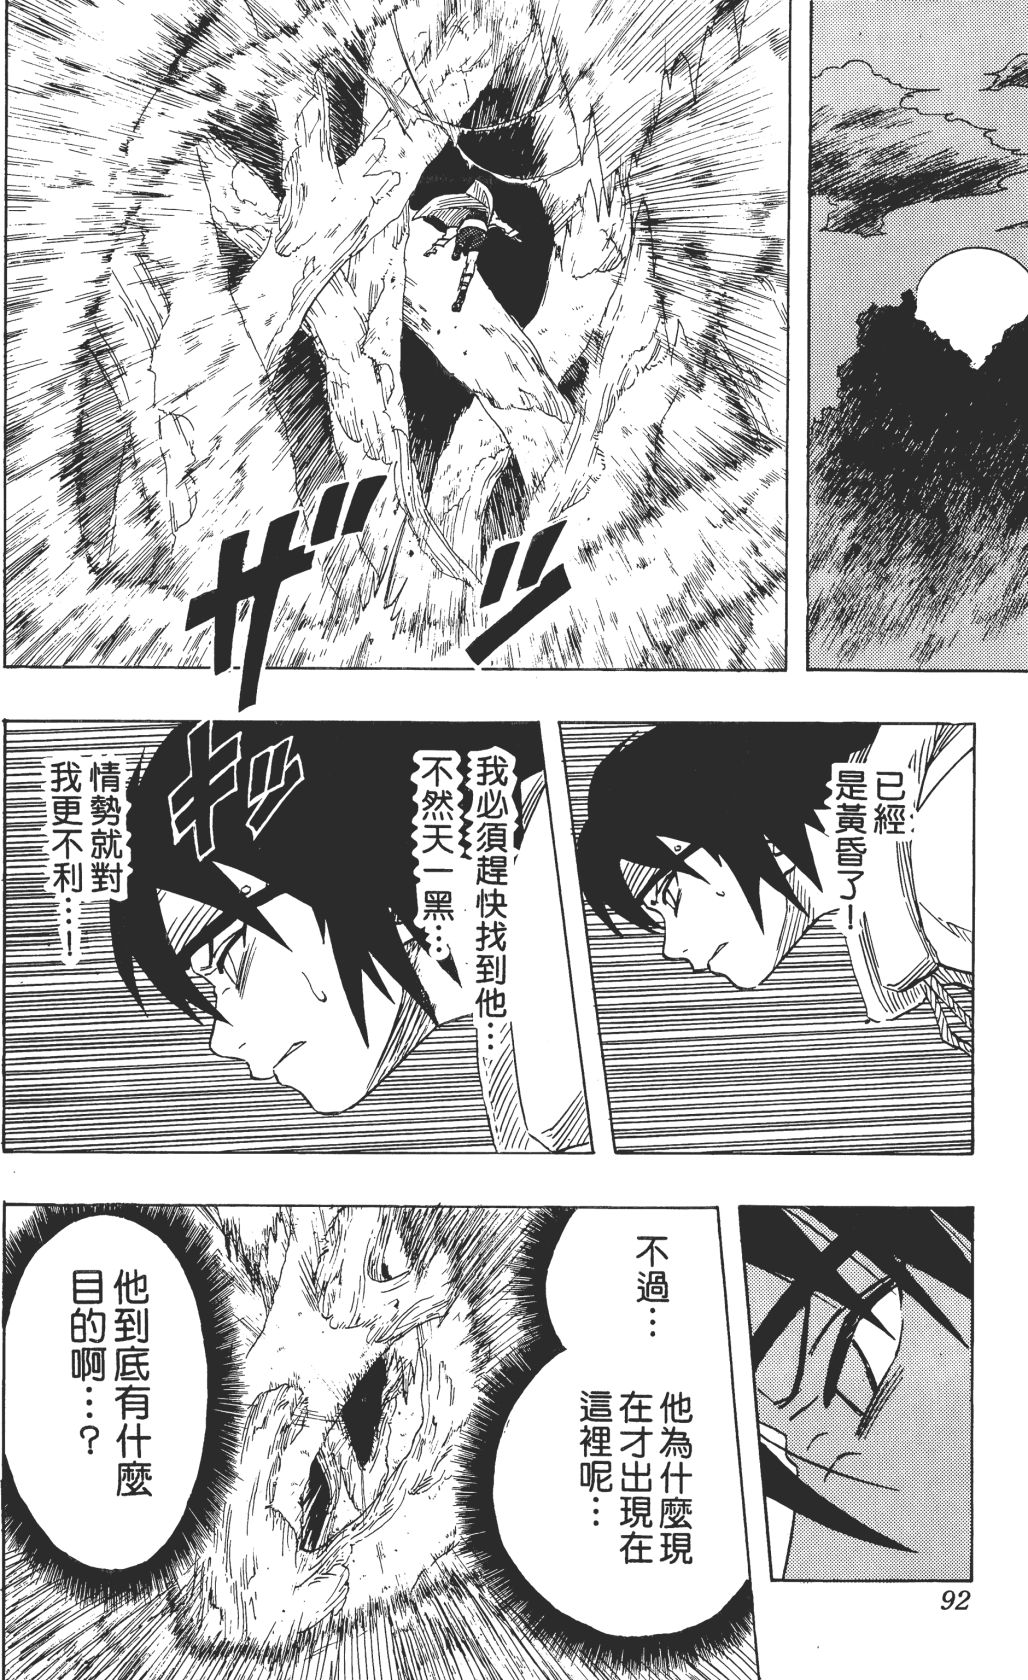 ザッ
已經
是黃昏了！
我必須趕快找到他…
不然天一黑…
情勢就對
我更不利……！
キッ
不過…
他為什麼現
在才出現在
這裡呢…
他到底有什麼
目的啊…？
92